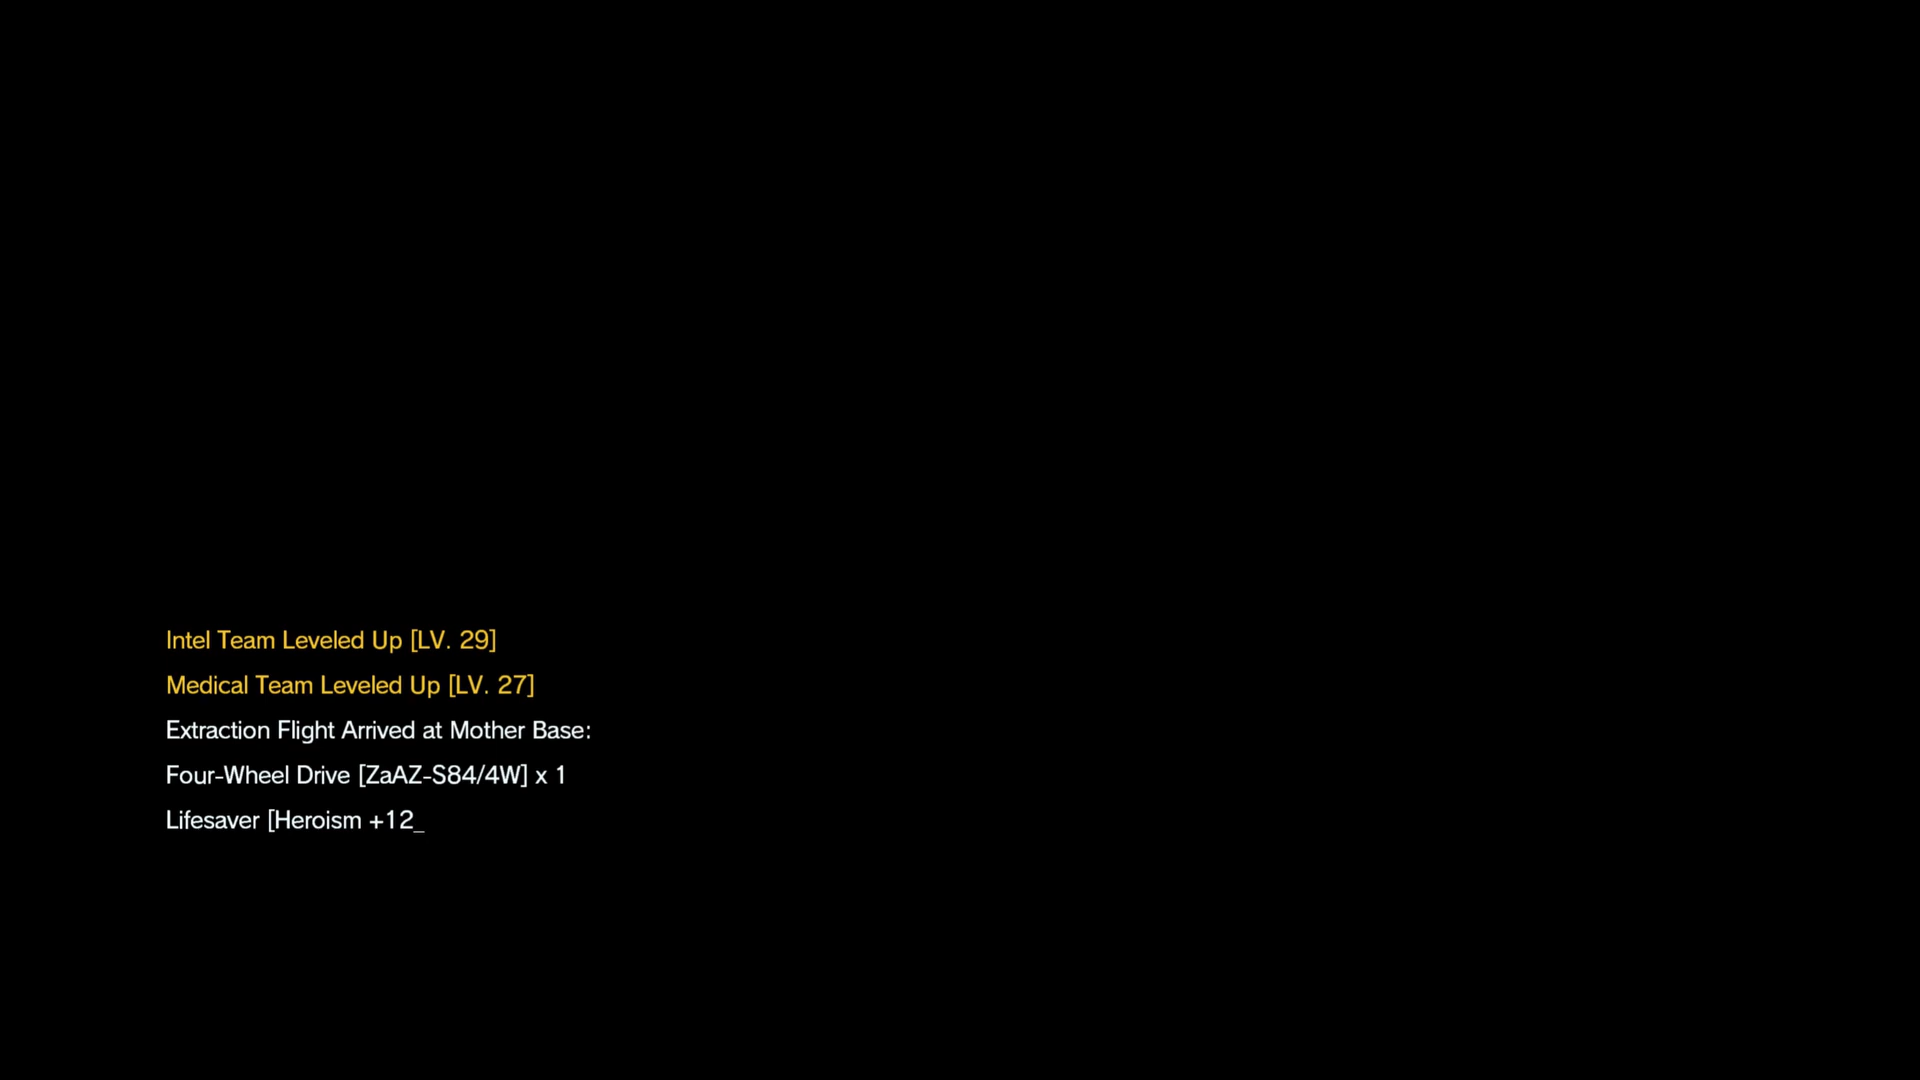 Intel Team Leveled Up [LV. 29]
Medical Team Leveled Up [LV. 27]
Extraction Flight Arrived at Mother Base:
Four-Wheel Drive [ZaAZ-S84/4W] x 1
Lifesaver [Heroism +12_